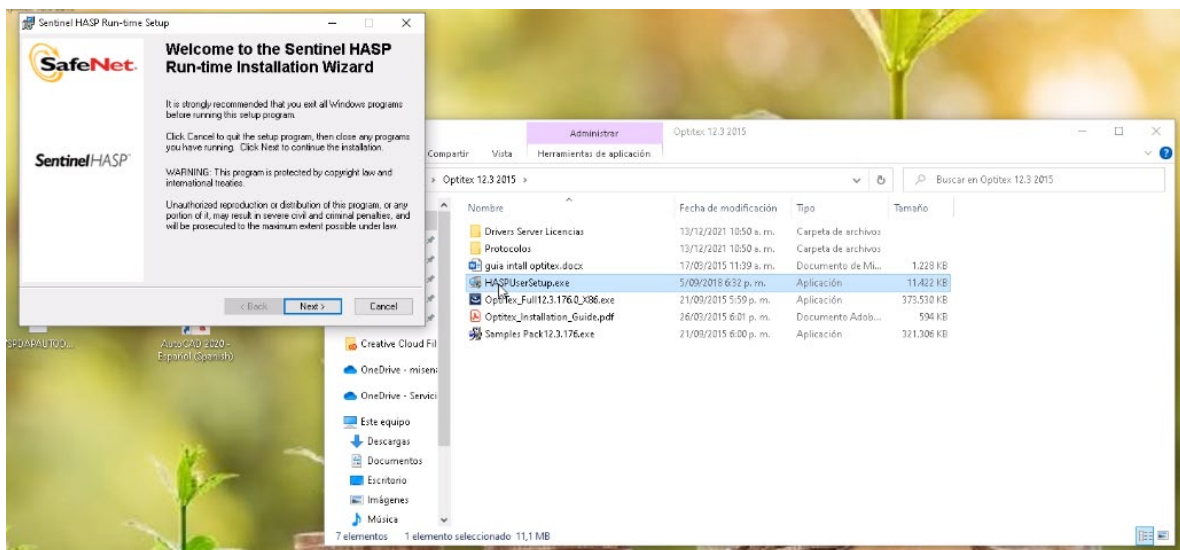 Sentinel HASP Run-time Setup
SafeNet.
Sentinel HASP
Welcome to the Sentinel HASP
Run-time Installation Wizard
It is strongly recommended that you exit all Windows programs
before running this setup program.
Click Cancel to quit the setup program, then close any programs
you have running. Click Next to continue the installation.
WARNING: This program is protected by copyright law and
international treaties.
Unauthorized reproduction or distribution of this program, or any
portion of it, may result in severe civil and criminal penalties, and
will be prosecuted to the maximum extent possible under law.
< Back
Next >
Cancel
AutoCAD 2020 -
Español (Spanish)
Administrar
Optitex 12.3 2015
Compartir
Vista
Herramientas de aplicación
> Optitex 12.3 2015 >
Buscar en Optitex 12.3 2015
Nombre Fecha de modificación Tipo Tamaño
Drivers Server Licencias 13/12/2021 10:50 a. m. Carpeta de archivos
Protocolos 13/12/2021 10:50 a. m. Carpeta de archivos
guia intall optitex.docx 17/03/2015 11:39 a. m. Documento de Mi... 1.228 KB
HASPUserSetup.exe 5/09/2018 6:32 p. m. Aplicación 11.422 KB
OptiTex_Full12.3.176.0_X86.exe 21/09/2015 5:59 p. m. Aplicación 373.530 KB
Optitex_Installation_Guide.pdf 26/03/2015 6:01 p. m. Documento Adob... 594 KB
Samples Pack12.3.176.exe 21/09/2015 6:00 p. m. Aplicación 321.306 KB
Creative Cloud Fil
OneDrive - misena
OneDrive - Servici
Este equipo
Descargas
Documentos
Escritorio
Imágenes
Música
7 elementos 1 elemento seleccionado 11,1 MB